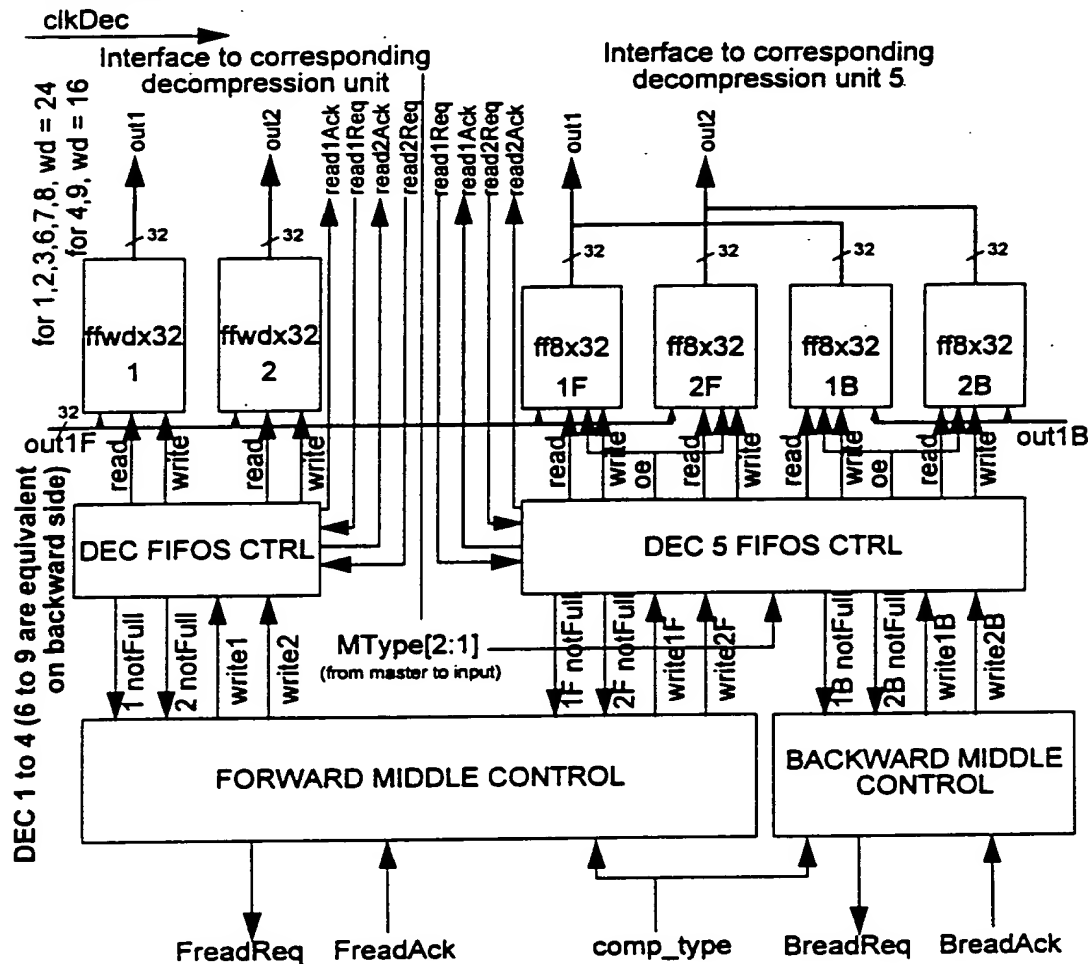 clkDec
Interface to corresponding
decompression unit
Interface to corresponding
decompression unit 5
for 1,2,3,6,7,8, wd = 24
for 4,9, wd = 16
out1
out2
read1Ack
read1Req
read2Ack
read2Req
read1Req
read1Ack
read2Req
read2Ack
out1
out2
32
32
32
32
32
32
ffwdx32
1
ffwdx32
2
ff8x32
1F
ff8x32
2F
ff8x32
1B
ff8x32
2B
32
out1F
out1B
read
write
read
write
read
write
oe
read
write
read
write
oe
read
write
DEC FIFOS CTRL
DEC 5 FIFOS CTRL
DEC 1 to 4 (6 to 9 are equivalent
on backward side)
1 notFull
2 notFull
write1
write2
MType[2:1]
(from master to input)
1F notFull
2F notFull
write1F
write2F
1B notFull
2B notFull
write1B
write2B
FORWARD MIDDLE CONTROL
BACKWARD MIDDLE
CONTROL
FreadReq
FreadAck
comp_type
BreadReq
BreadAck